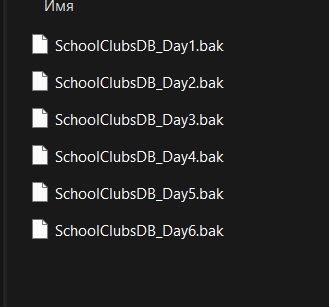 Имя
SchoolClubsDB_Day1.bak
SchoolClubsDB_Day2.bak
SchoolClubsDB_Day3.bak
SchoolClubsDB_Day4.bak
SchoolClubsDB_Day5.bak
SchoolClubsDB_Day6.bak